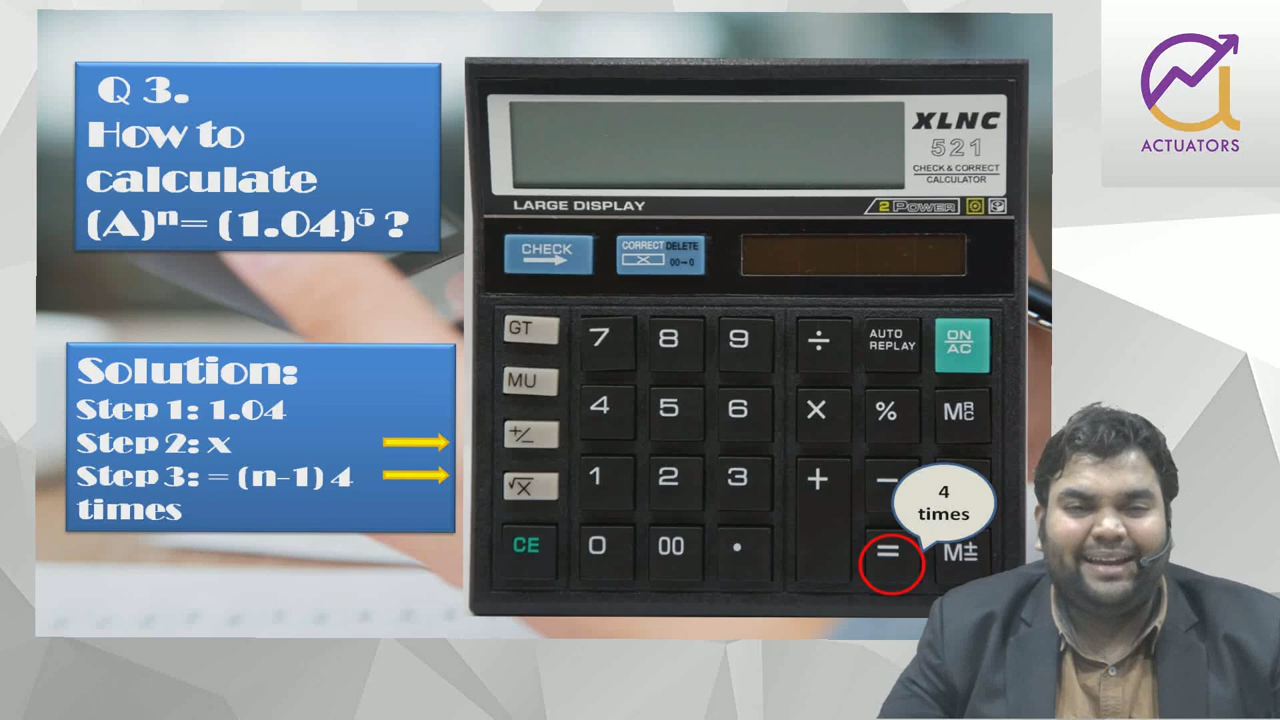 Q 3.
How to
calculate
(A)ⁿ= (1.04)⁵ ?
Solution:
Step 1: 1.04
Step 2: x
Step 3: = (n-1) 4
times
XLNC
521
CHECK & CORRECT
CALCULATOR
LARGE DISPLAY
2 POWER
CHECK
CORRECT DELETE
00→0
GT
7 8 9 ÷ AUTO REPLAY ON/AC
MU
4 5 6 X % MRC
+/−
1 2 3 + −
√X
CE 0 00 • = M±
4
times
ACTUATORS